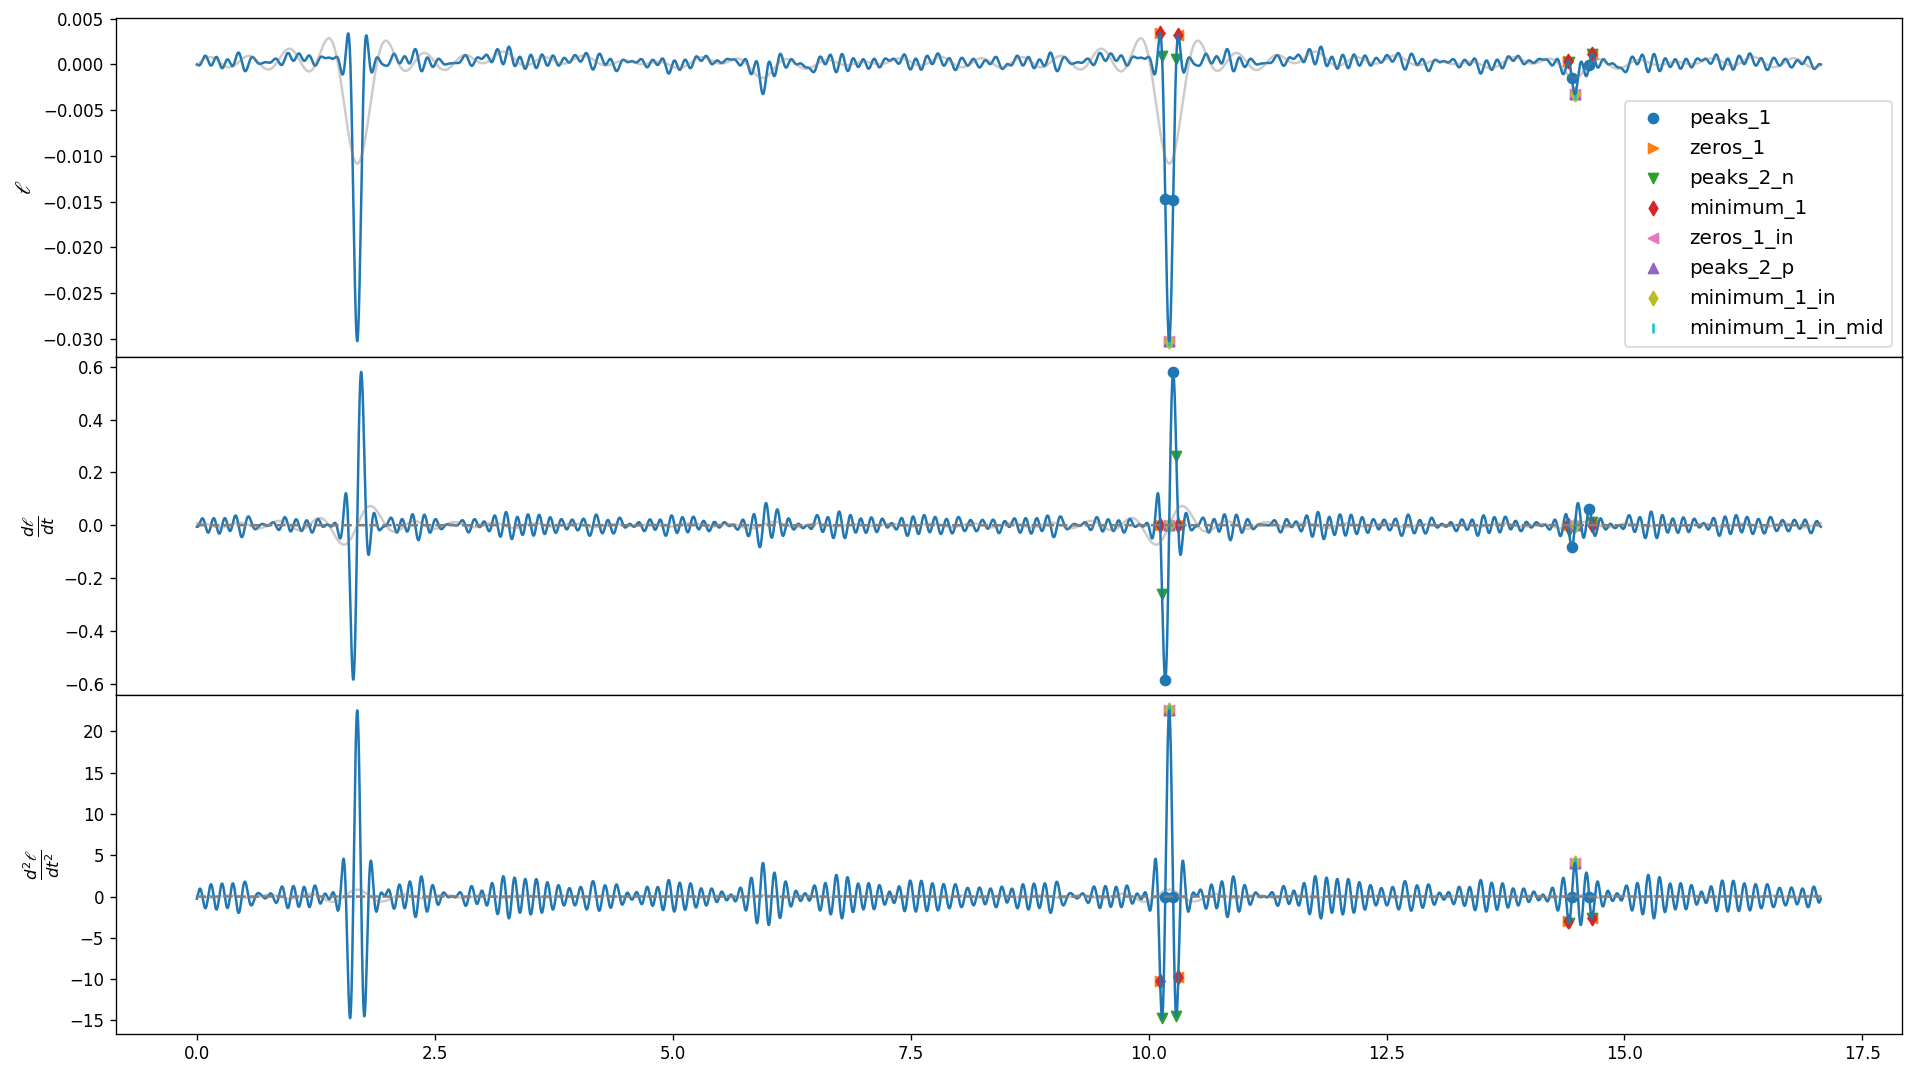 0.005
0.000
−0.005
−0.010
−0.015
−0.020
−0.025
−0.030
ℓ
peaks_1
zeros_1
peaks_2_n
minimum_1
zeros_1_in
peaks_2_p
minimum_1_in
minimum_1_in_mid
0.6
0.4
0.2
0.0
−0.2
−0.4
−0.6
dℓ
dt
20
15
10
5
0
−5
−10
−15
d²ℓ
dt²
0.0 2.5 5.0 7.5 10.0 12.5 15.0 17.5